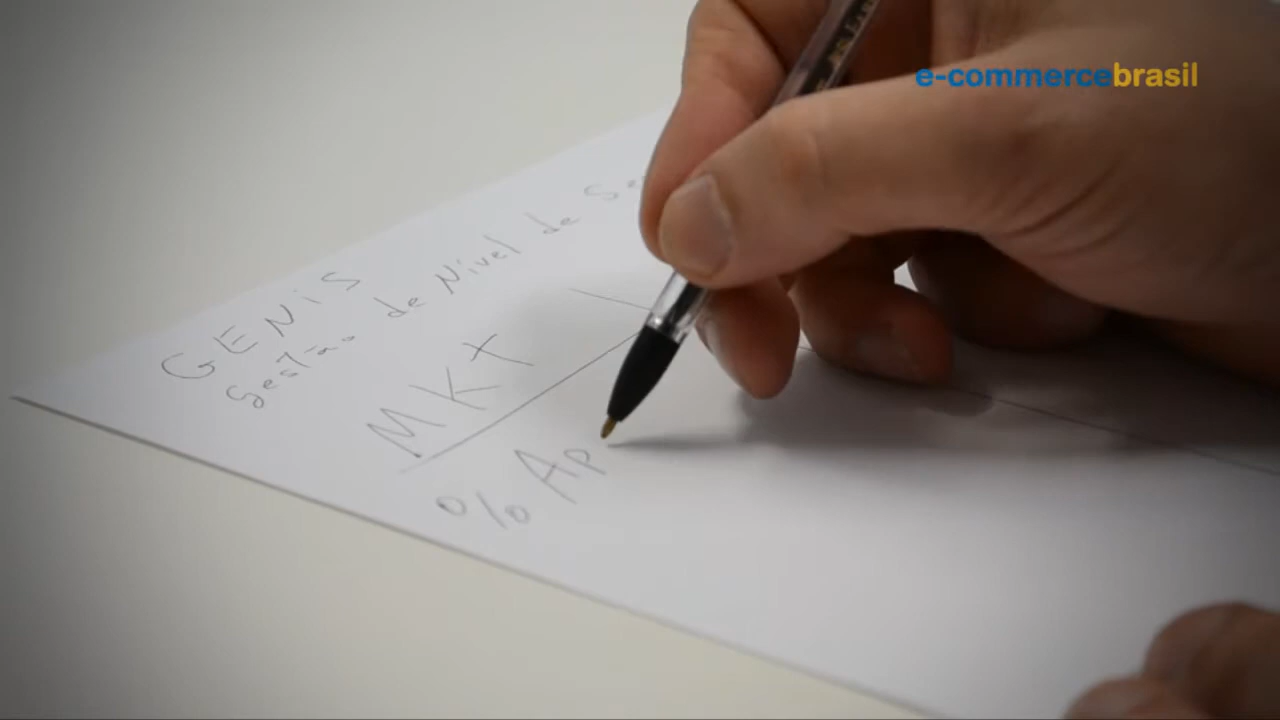 e-commercebrasil
GENiS
Gestão de Nível de Se
MKT
% Ap